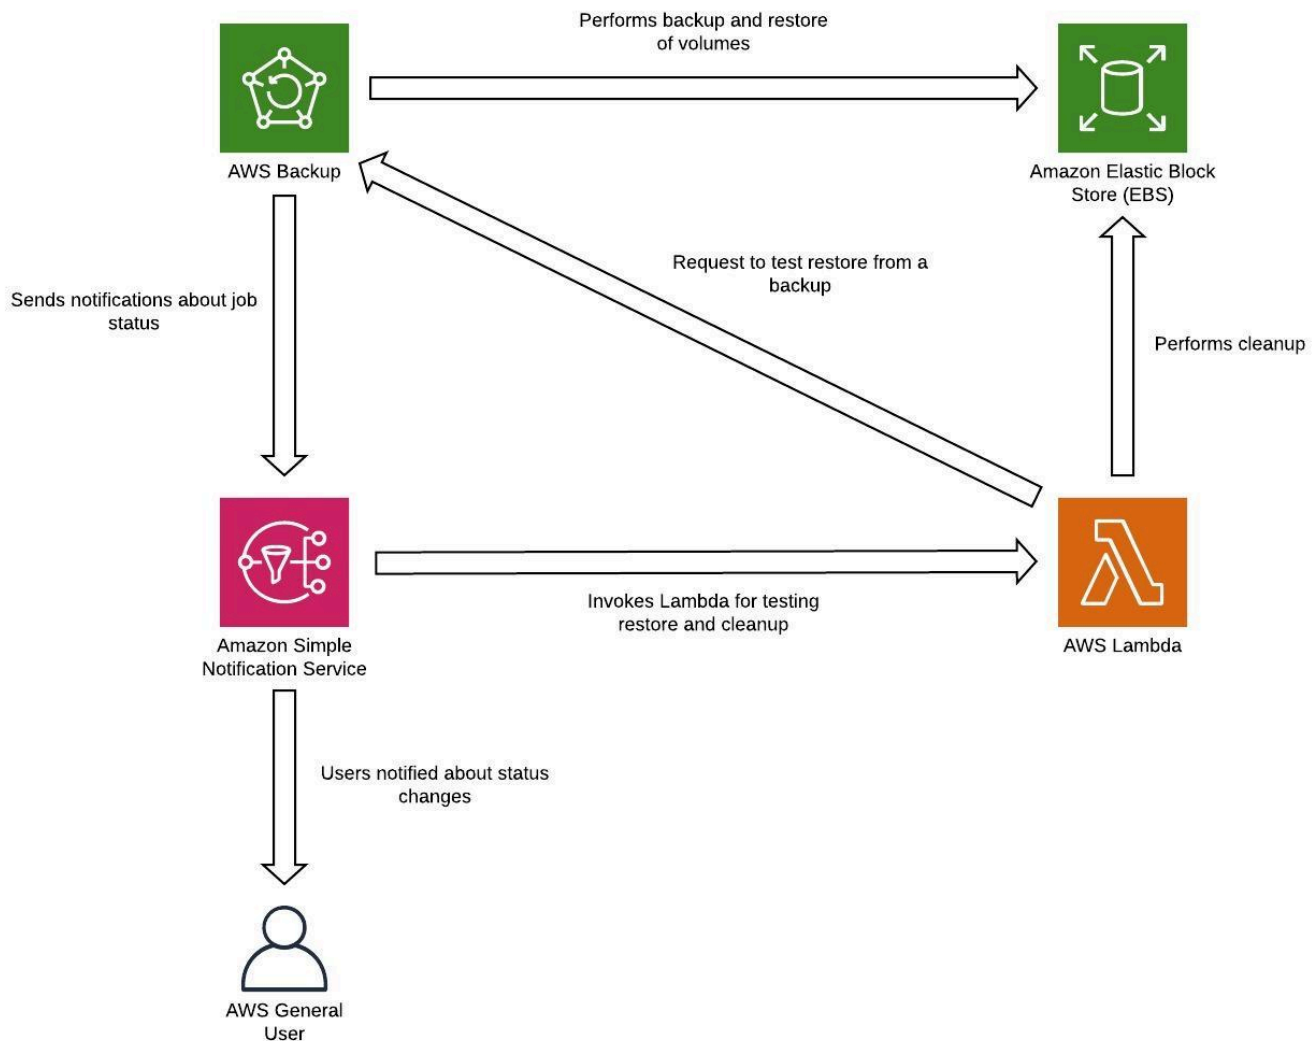 Performs backup and restore
of volumes
AWS Backup
Amazon Elastic Block
Store (EBS)
Request to test restore from a
backup
Sends notifications about job
status
Performs cleanup
Invokes Lambda for testing
restore and cleanup
Amazon Simple
Notification Service
AWS Lambda
Users notified about status
changes
AWS General
User